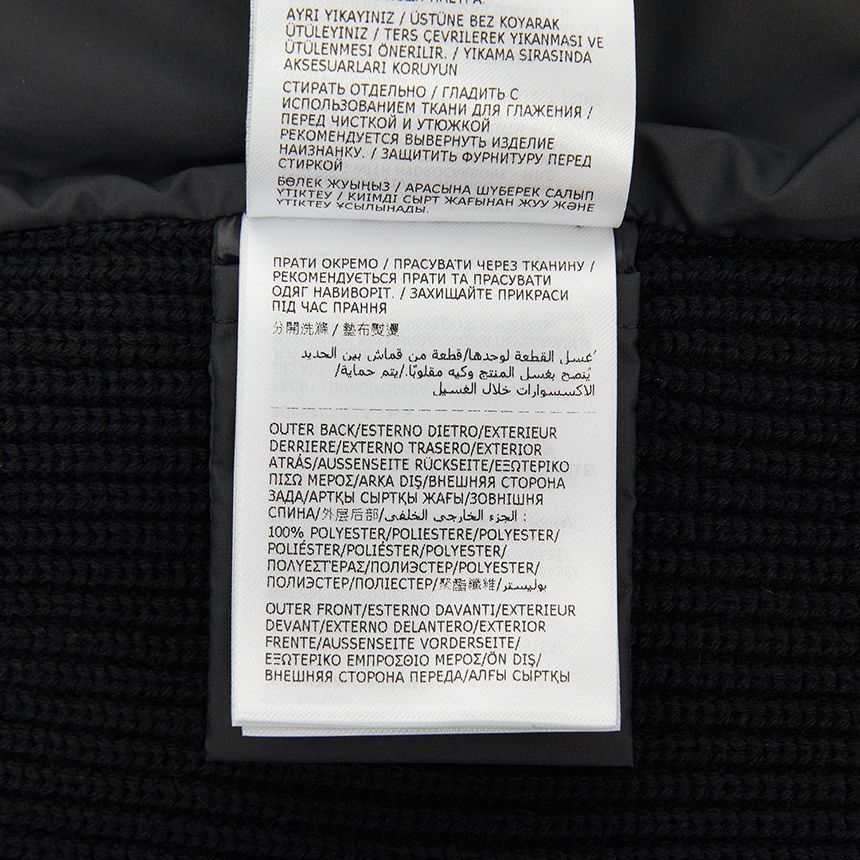 AYRI YIKAYINIZ / ÜSTÜNE BEZ KOYARAK
ÜTÜLEYINIZ / TERS ÇEVRILEREK YIKANMASI VE
ÜTÜLENMESI ÖNERILIR. / YIKAMA SIRASINDA
AKSESUARLARI KORUYUN
СТИРАТЬ ОТДЕЛЬНО / ГЛАДИТЬ С
ИСПОЛЬЗОВАНИЕМ ТКАНИ ДЛЯ ГЛАЖЕНИЯ /
ПЕРЕД ЧИСТКОЙ И УТЮЖКОЙ
РЕКОМЕНДУЕТСЯ ВЫВЕРНУТЬ ИЗДЕЛИЕ
НАИЗНАНКУ. / ЗАЩИТИТЬ ФУРНИТУРУ ПЕРЕД
СТИРКОЙ
БӨЛЕК ЖУЫҢЫЗ / АРАСЫНА ШҮБЕРЕК САЛЫП
ҮТІКТЕУ / КИІМДІ СЫРТ ЖАҒЫНАН ЖУУ ЖӘНЕ
ҮТІКТЕУ ҰСЫНЫЛАДЫ.
ПРАТИ ОКРЕМО / ПРАСУВАТИ ЧЕРЕЗ ТКАНИНУ /
РЕКОМЕНДУЄТЬСЯ ПРАТИ ТА ПРАСУВАТИ
ОДЯГ НАВИВОРІТ. / ЗАХИЩАЙТЕ ПРИКРАСИ
ПІД ЧАС ПРАННЯ
分開洗滌 / 墊布熨燙
غسل القطعة لوحدها/قطعة من قماش بين الحديد
يُنصح بغسل المنتج وكيه مقلوبًا./يتم حماية/
الاكسسوارات خلال الغسيل
OUTER BACK/ESTERNO DIETRO/EXTERIEUR
DERRIERE/EXTERNO TRASERO/EXTERIOR
ATRÁS/AUSSENSEITE RÜCKSEITE/ΕΞΩΤΕΡΙΚΟ
ΠΙΣΩ ΜΕΡΟΣ/ARKA DIŞ/ВНЕШНЯЯ СТОРОНА
ЗАДА/АРТҚЫ СЫРТҚЫ ЖАҒЫ/ЗОВНІШНЯ
СПИНА/外层后部/الجزء الخارجي الخلفي :
100% POLYESTER/POLIESTERE/POLYESTER/
POLIÉSTER/POLIÉSTER/POLYESTER/
ΠΟΛΥΕΣΤΕΡΑΣ/ПОЛИЭСТЕР/POLYESTER/
ПОЛИЭСТЕР/ПОЛІЕСТЕР/聚酯纖維/بوليستر
OUTER FRONT/ESTERNO DAVANTI/EXTERIEUR
DEVANT/EXTERNO DELANTERO/EXTERIOR
FRENTE/AUSSENSEITE VORDERSEITE/
ΕΞΩΤΕΡΙΚΟ ΕΜΠΡΟΣΘΙΟ ΜΕΡΟΣ/ÖN DIŞ/
ВНЕШНЯЯ СТОРОНА ПЕРЕДА/АЛҒЫ СЫРТҚЫ